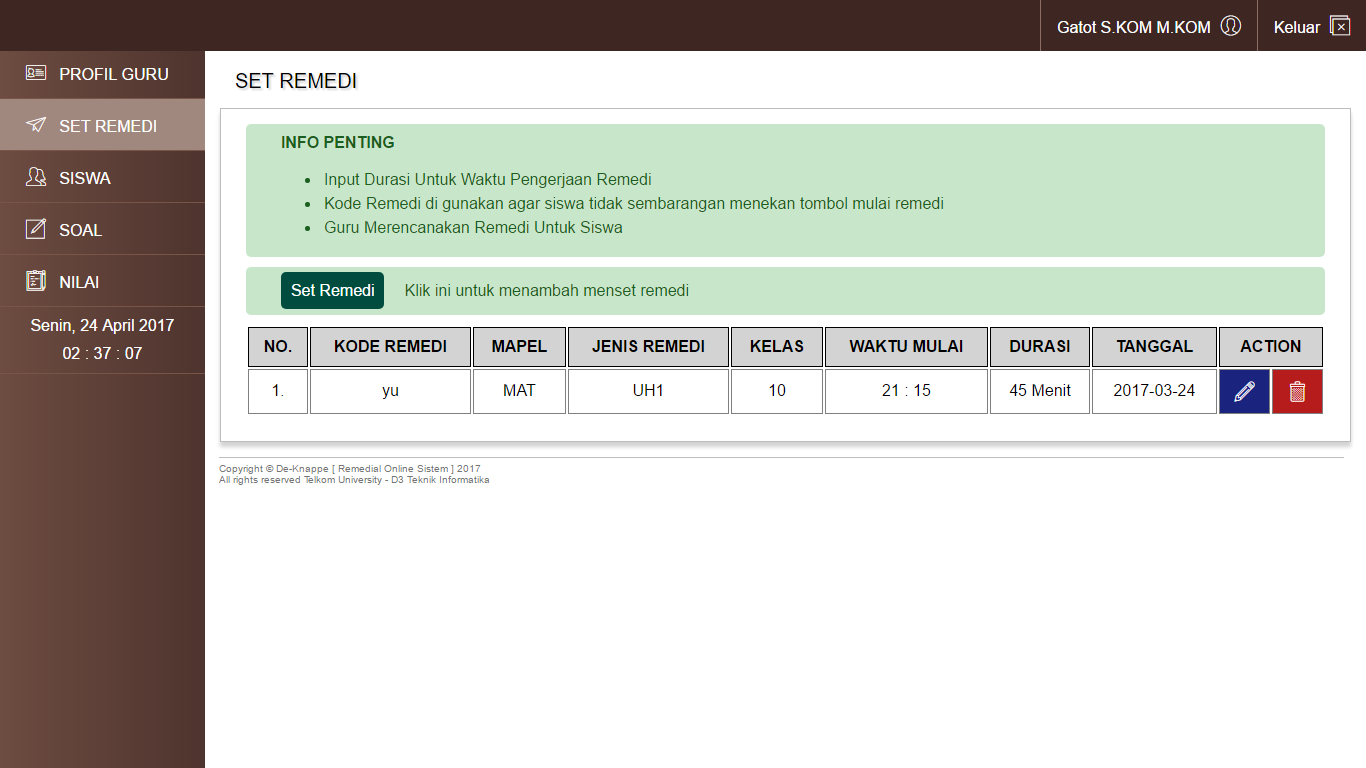 Gatot S.KOM M.KOM Keluar
PROFIL GURU
SET REMEDI
SISWA
SOAL
NILAI
Senin, 24 April 2017
02 : 37 : 07
SET REMEDI
INFO PENTING
Input Durasi Untuk Waktu Pengerjaan Remedi
Kode Remedi di gunakan agar siswa tidak sembarangan menekan tombol mulai remedi
Guru Merencanakan Remedi Untuk Siswa
Set Remedi Klik ini untuk menambah menset remedi
NO. KODE REMEDI MAPEL JENIS REMEDI KELAS WAKTU MULAI DURASI TANGGAL ACTION
1. yu MAT UH1 10 21 : 15 45 Menit 2017-03-24
Copyright © De-Knappe [ Remedial Online Sistem ] 2017
All rights reserved Telkom University - D3 Teknik Informatika